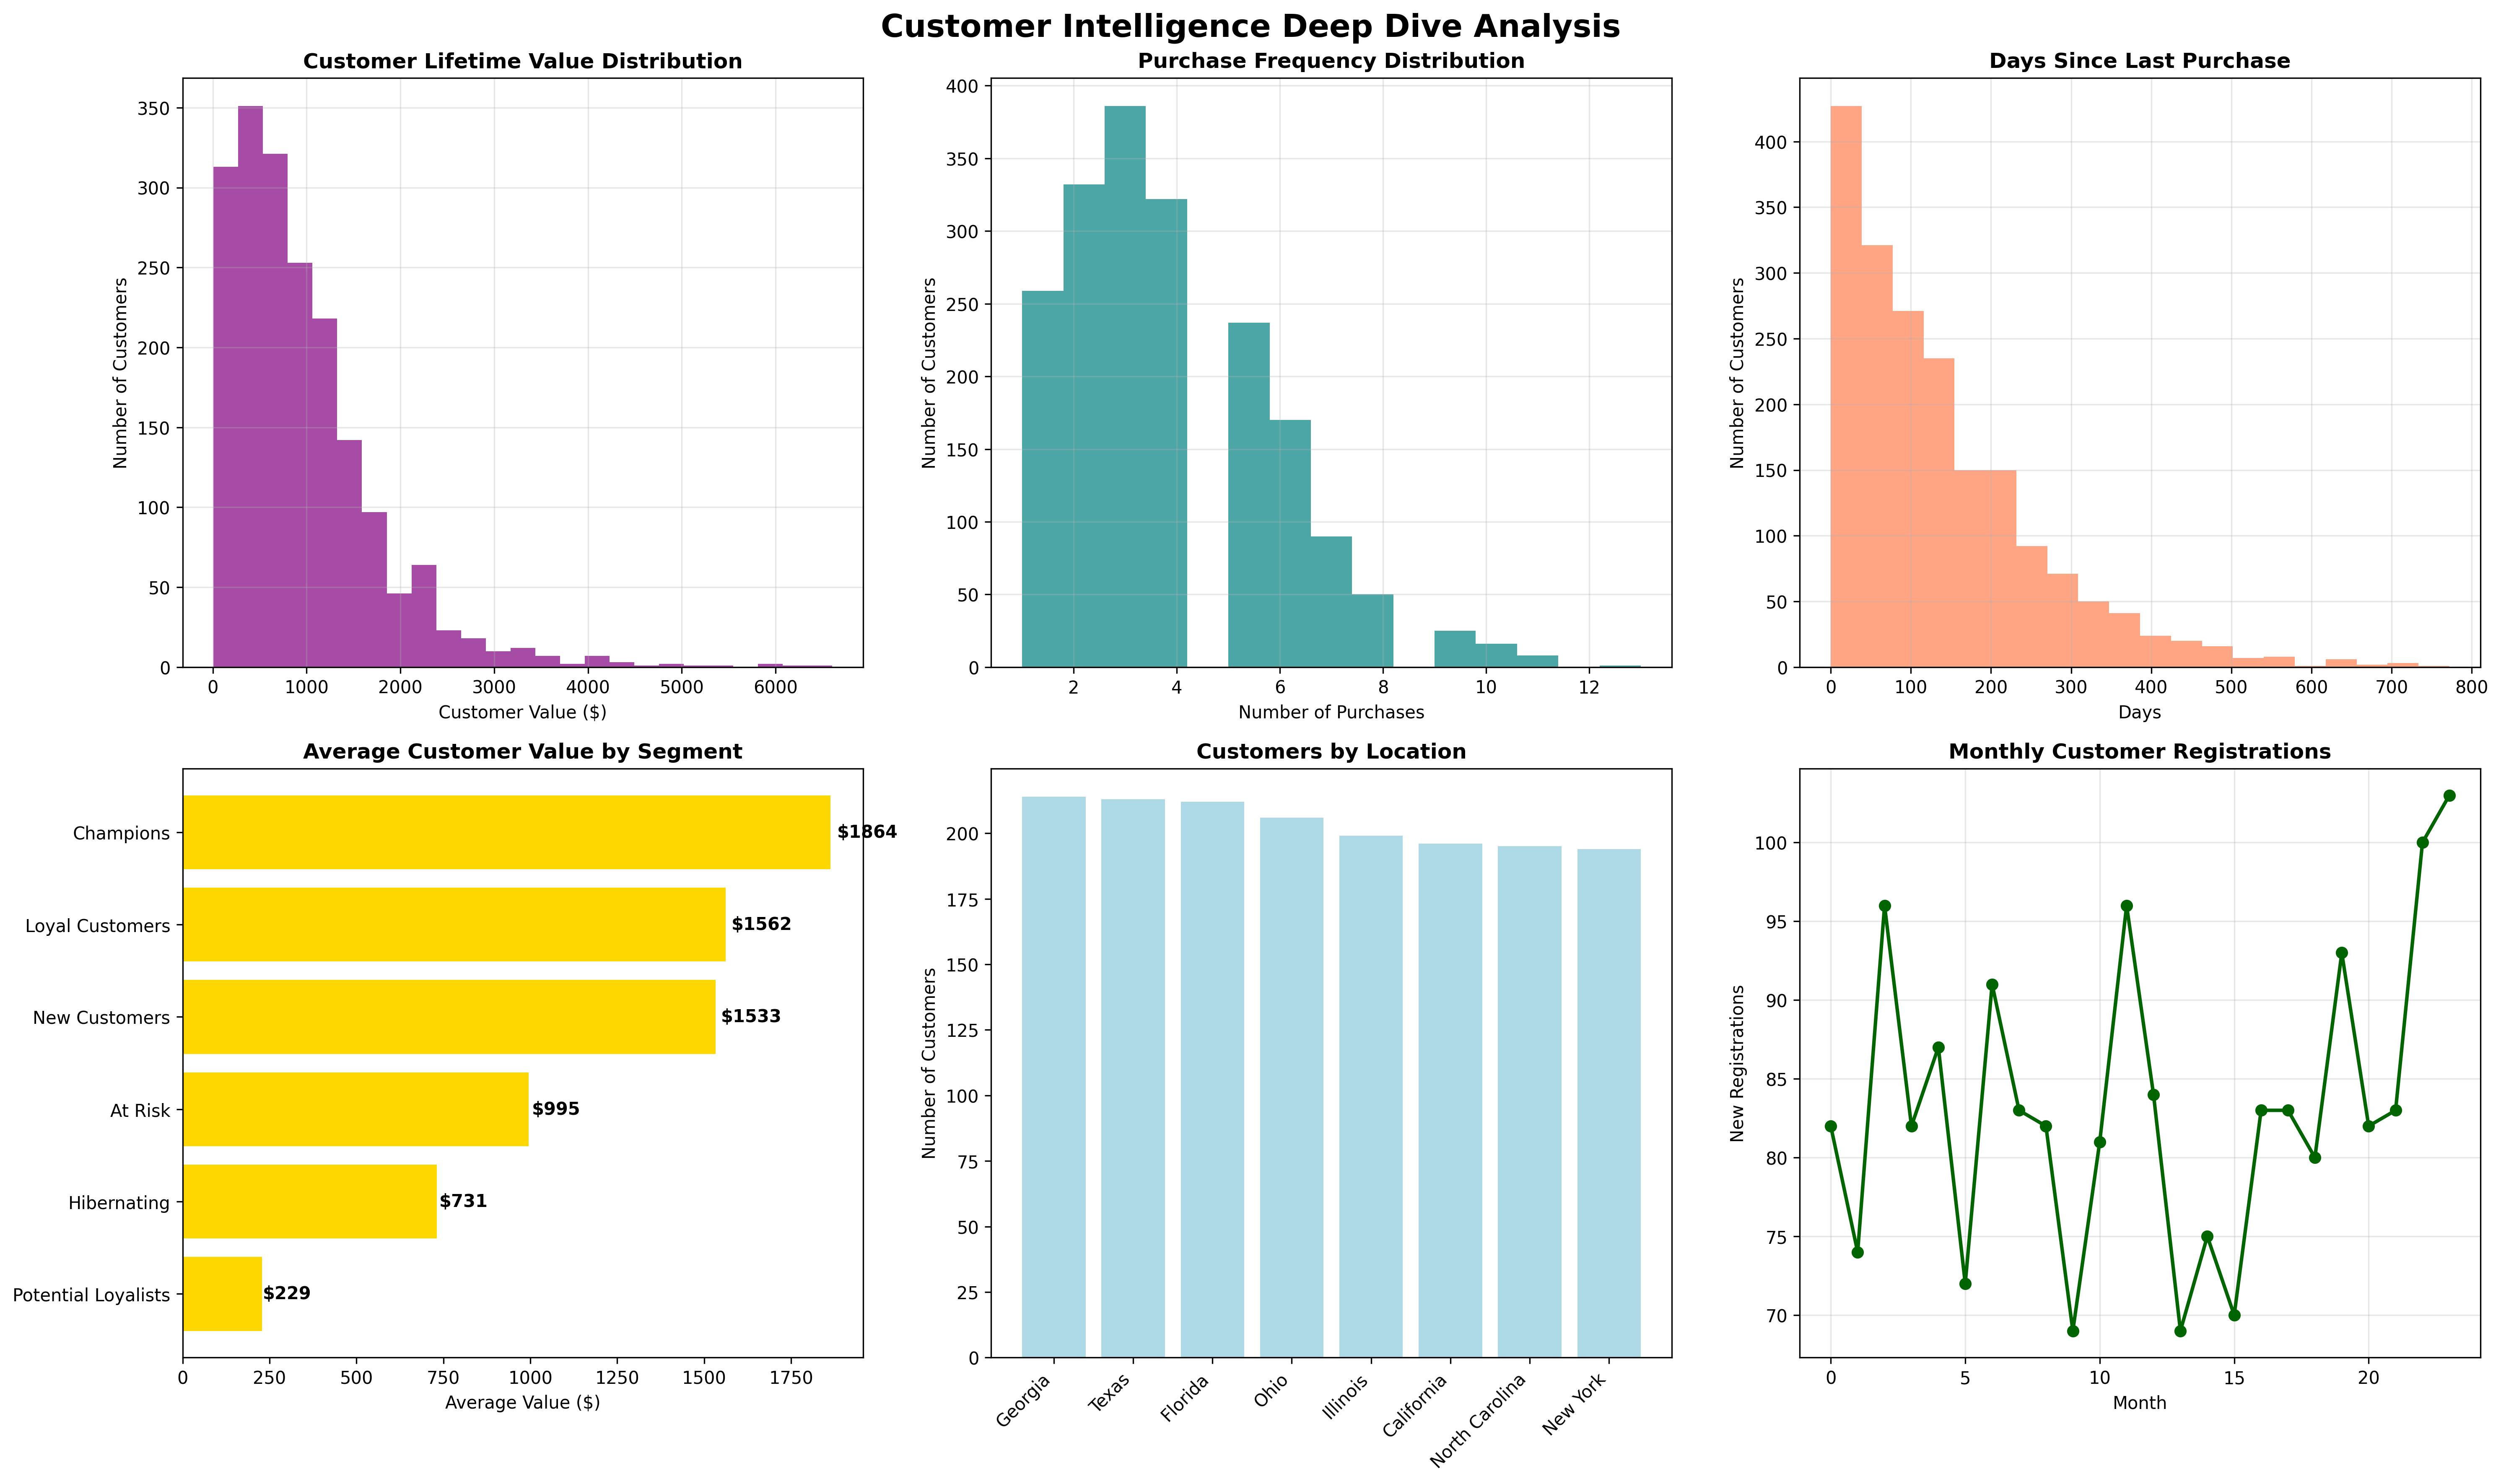 Customer Intelligence Deep Dive Analysis
Customer Lifetime Value Distribution
Number of Customers
350
300
250
200
150
100
50
0
0 1000 2000 3000 4000 5000 6000
Customer Value ($)
Purchase Frequency Distribution
Number of Customers
400
350
300
250
200
150
100
50
0
2 4 6 8 10 12
Number of Purchases
Days Since Last Purchase
Number of Customers
400
350
300
250
200
150
100
50
0
0 100 200 300 400 500 600 700 800
Days
Average Customer Value by Segment
Champions $1864
Loyal Customers $1562
New Customers $1533
At Risk $995
Hibernating $731
Potential Loyalists $229
0 250 500 750 1000 1250 1500 1750
Average Value ($)
Customers by Location
Number of Customers
200
175
150
125
100
75
50
25
0
Georgia
Texas
Florida
Ohio
Illinois
California
North Carolina
New York
Monthly Customer Registrations
New Registrations
100
95
90
85
80
75
70
0 5 10 15 20
Month